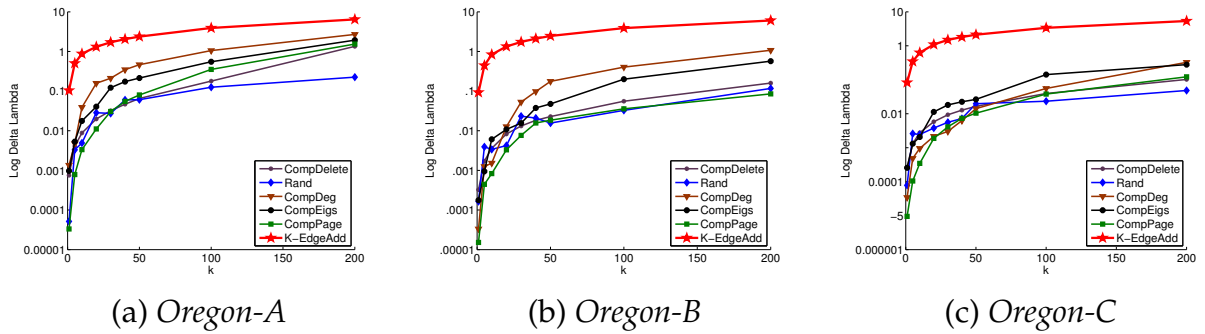 10
1
0.1
.01
.001
0.0001
0.00001
Log Delta Lambda
0
50
100
150
200
k
CompDelete
Rand
CompDeg
CompEigs
CompPage
K−EdgeAdd
(a) Oregon-A
10
1
0.1
.01
.001
0.0001
0.00001
Log Delta Lambda
0
50
100
150
200
k
CompDelete
Rand
CompDeg
CompEigs
CompPage
K−EdgeAdd
(b) Oregon-B
10
1
0.01
0.0001
−5
0.000001
Log Delta Lambda
0
50
100
150
200
k
CompDelete
Rand
CompDeg
CompEigs
CompPage
K−EdgeAdd
(c) Oregon-C